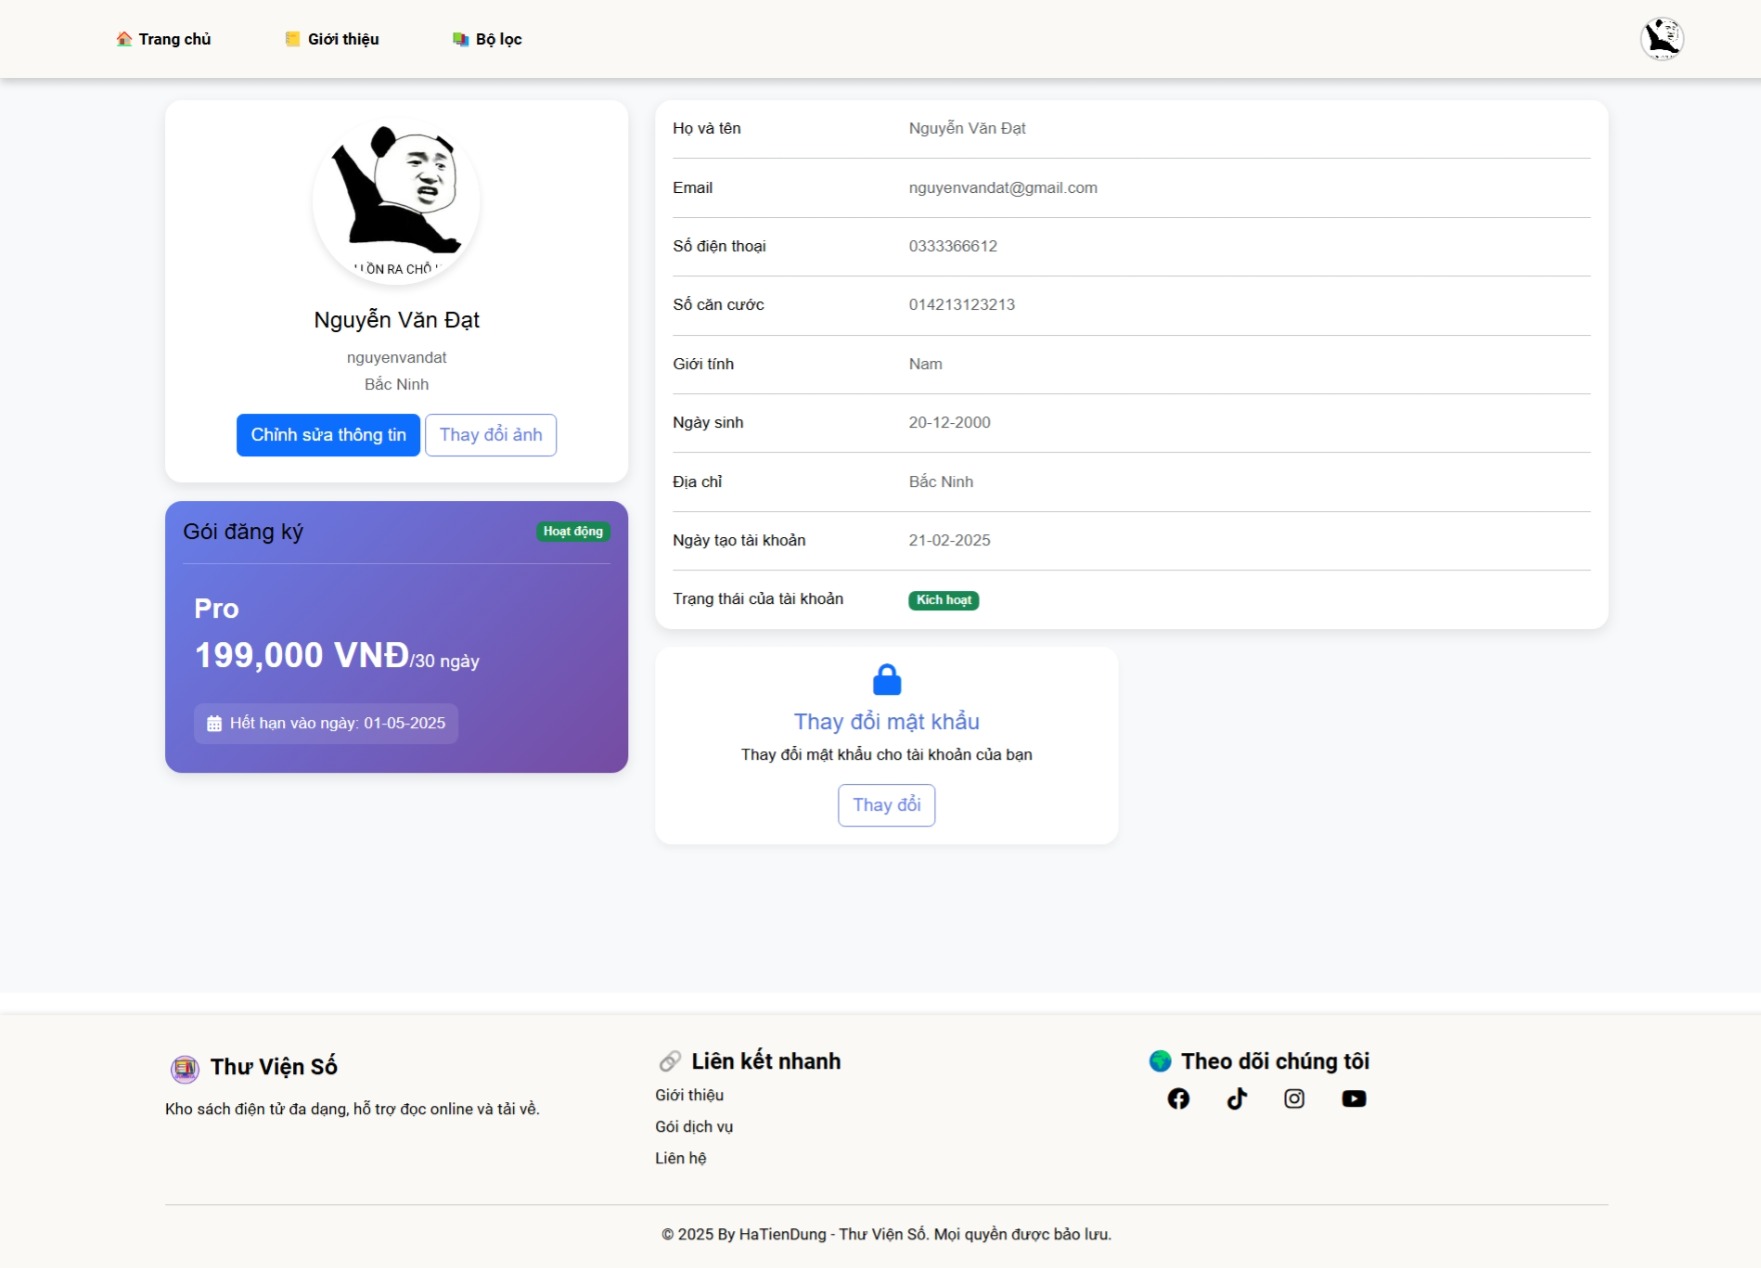 Trang chủ
Giới thiệu
Bộ lọc
LỒN RA CHỖ
Nguyễn Văn Đạt
nguyenvandat
Bắc Ninh
Chỉnh sửa thông tin
Thay đổi ảnh
Gói đăng ký
Hoạt động
Pro
199,000 VNĐ/30 ngày
Hết hạn vào ngày: 01-05-2025
Họ và tên Nguyễn Văn Đạt
Email nguyenvandat@gmail.com
Số điện thoại 0333366612
Số căn cước 014213123213
Giới tính Nam
Ngày sinh 20-12-2000
Địa chỉ Bắc Ninh
Ngày tạo tài khoản 21-02-2025
Trạng thái của tài khoản Kích hoạt
Thay đổi mật khẩu
Thay đổi mật khẩu cho tài khoản của bạn
Thay đổi
Thư Viện Số
Kho sách điện tử đa dạng, hỗ trợ đọc online và tải về.
Liên kết nhanh
Giới thiệu
Gói dịch vụ
Liên hệ
Theo dõi chúng tôi
© 2025 By HaTienDung - Thư Viện Số. Mọi quyền được bảo lưu.